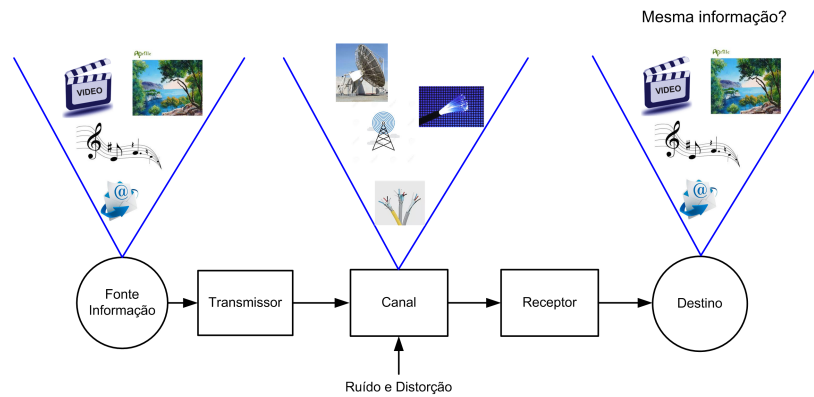 Mesma informação?
VIDEO
@
VIDEO
@
Fonte
Informação
Transmissor
Canal
Receptor
Destino
Ruído e Distorção